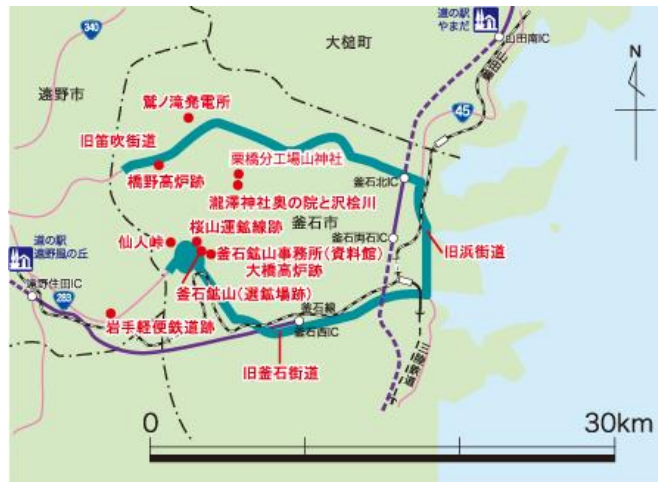 道の駅
やまだ
340
大槌町
山田南IC
N
遠野市
鷲ノ滝発電所
山田線
45
旧笛吹街道
栗橋分工場山神社
橋野高炉跡
釜石北IC
瀧澤神社奥の院と沢桧川
釜石市
桜山運鉱線跡
仙人峠
釜石両石IC
旧浜街道
道の駅
遠野風の丘
釜石鉱山事務所(資料館)
大橋高炉跡
遠野住田IC
釜石鉱山(選鉱場跡)
283
釜石線
岩手軽便鉄道跡
釜石西IC
三陸鉄道
旧釜石街道
0
30km